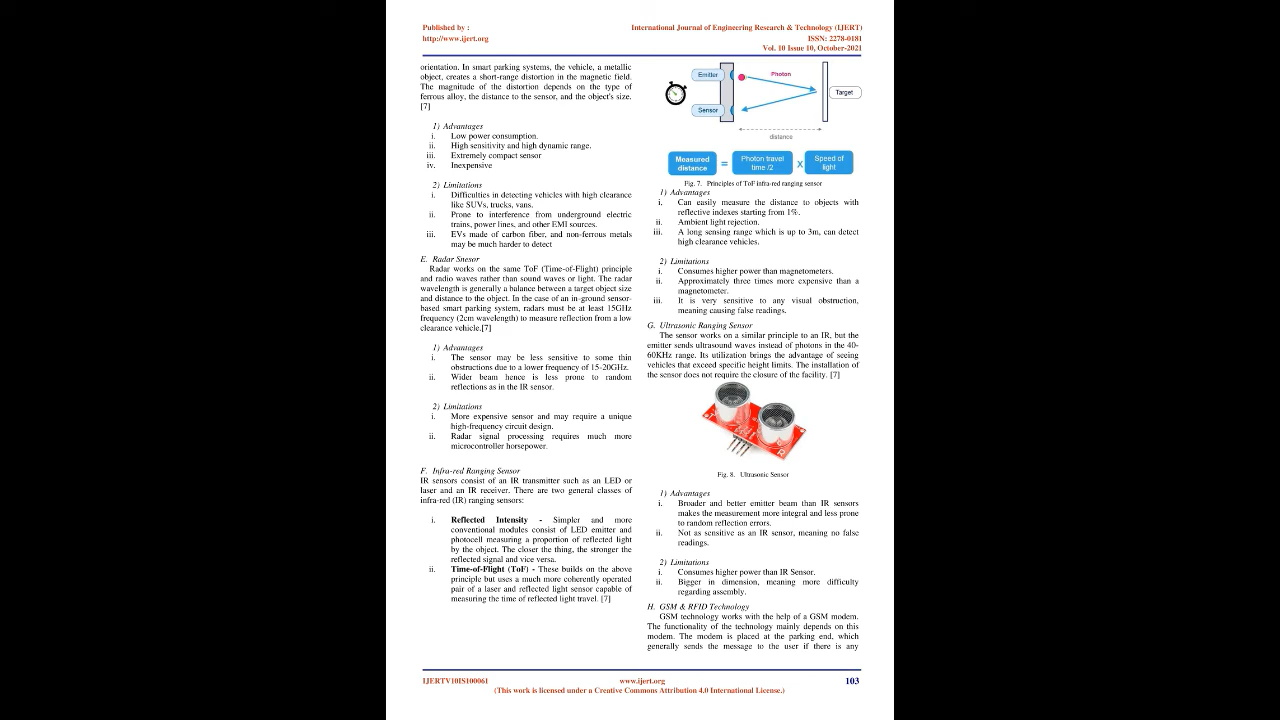 Published by :
http://www.ijert.org
International Journal of Engineering Research & Technology (IJERT)
ISSN: 2278-0181
Vol. 10 Issue 10, October-2021
orientation. In smart parking systems, the vehicle, a metallic
object, creates a short-range distortion in the magnetic field.
The magnitude of the distortion depends on the type of
ferrous alloy, the distance to the sensor, and the object's size.
[7]
1) Advantages
i. Low power consumption.
ii. High sensitivity and high dynamic range.
iii. Extremely compact sensor
iv. Inexpensive
2) Limitations
i. Difficulties in detecting vehicles with high clearance
like SUVs, trucks, vans.
ii. Prone to interference from underground electric
trains, power lines, and other EMI sources.
iii. EVs made of carbon fiber, and non-ferrous metals
may be much harder to detect
E. Radar Snesor
Radar works on the same ToF (Time-of-Flight) principle
and radio waves rather than sound waves or light. The radar
wavelength is generally a balance between a target object size
and distance to the object. In the case of an in-ground sensor-
based smart parking system, radars must be at least 15GHz
frequency (2cm wavelength) to measure reflection from a low
clearance vehicle.[7]
1) Advantages
i. The sensor may be less sensitive to some thin
obstructions due to a lower frequency of 15-20GHz.
ii. Wider beam hence is less prone to random
reflections as in the IR sensor.
2) Limitations
i. More expensive sensor and may require a unique
high-frequency circuit design.
ii. Radar signal processing requires much more
microcontroller horsepower.
F. Infra-red Ranging Sensor
IR sensors consist of an IR transmitter such as an LED or
laser and an IR receiver. There are two general classes of
infra-red (IR) ranging sensors:
i. Reflected Intensity - Simpler and more
conventional modules consist of LED emitter and
photocell measuring a proportion of reflected light
by the object. The closer the thing, the stronger the
reflected signal and vice versa.
ii. Time-of-Flight (ToF) - These builds on the above
principle but uses a much more coherently operated
pair of a laser and reflected light sensor capable of
measuring the time of reflected light travel. [7]
Emitter
Photon
Target
Sensor
distance
Measured distance = Photon travel time /2 x Speed of light
Fig. 7. Principles of ToF infra-red ranging sensor
1) Advantages
i. Can easily measure the distance to objects with
reflective indexes starting from 1%.
ii. Ambient light rejection.
iii. A long sensing range which is up to 3m, can detect
high clearance vehicles.
2) Limitations
i. Consumes higher power than magnetometers.
ii. Approximately three times more expensive than a
magnetometer.
iii. It is very sensitive to any visual obstruction,
meaning causing false readings.
G. Ultrasonic Ranging Sensor
The sensor works on a similar principle to an IR, but the
emitter sends ultrasound waves instead of photons in the 40-
60KHz range. Its utilization brings the advantage of seeing
vehicles that exceed specific height limits. The installation of
the sensor does not require the closure of the facility. [7]
Fig. 8. Ultrasonic Sensor
1) Advantages
i. Broader and better emitter beam than IR sensors
makes the measurement more integral and less prone
to random reflection errors.
ii. Not as sensitive as an IR sensor, meaning no false
readings.
2) Limitations
i. Consumes higher power than IR Sensor.
ii. Bigger in dimension, meaning more difficulty
regarding assembly.
H. GSM & RFID Technology
GSM technology works with the help of a GSM modem.
The functionality of the technology mainly depends on this
modem. The modem is placed at the parking end, which
generally sends the message to the user if there is any
IJERTV10IS100061
www.ijert.org
103
(This work is licensed under a Creative Commons Attribution 4.0 International License.)